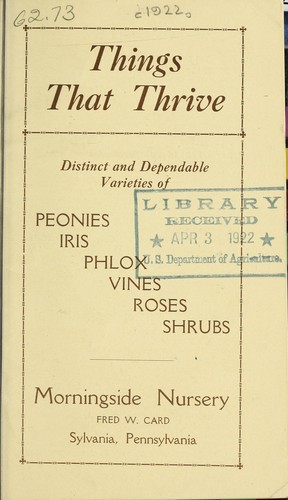 62.73
c1922.
Things
That Thrive
Distinct and Dependable
Varieties of
PEONIES
IRIS
PHLOX
VINES
ROSES
SHRUBS
LIBRARY
RECEIVED
★ APR 3 1922 ★
U. S. Department of Agriculture.
Morningside Nursery
FRED W. CARD
Sylvania, Pennsylvania